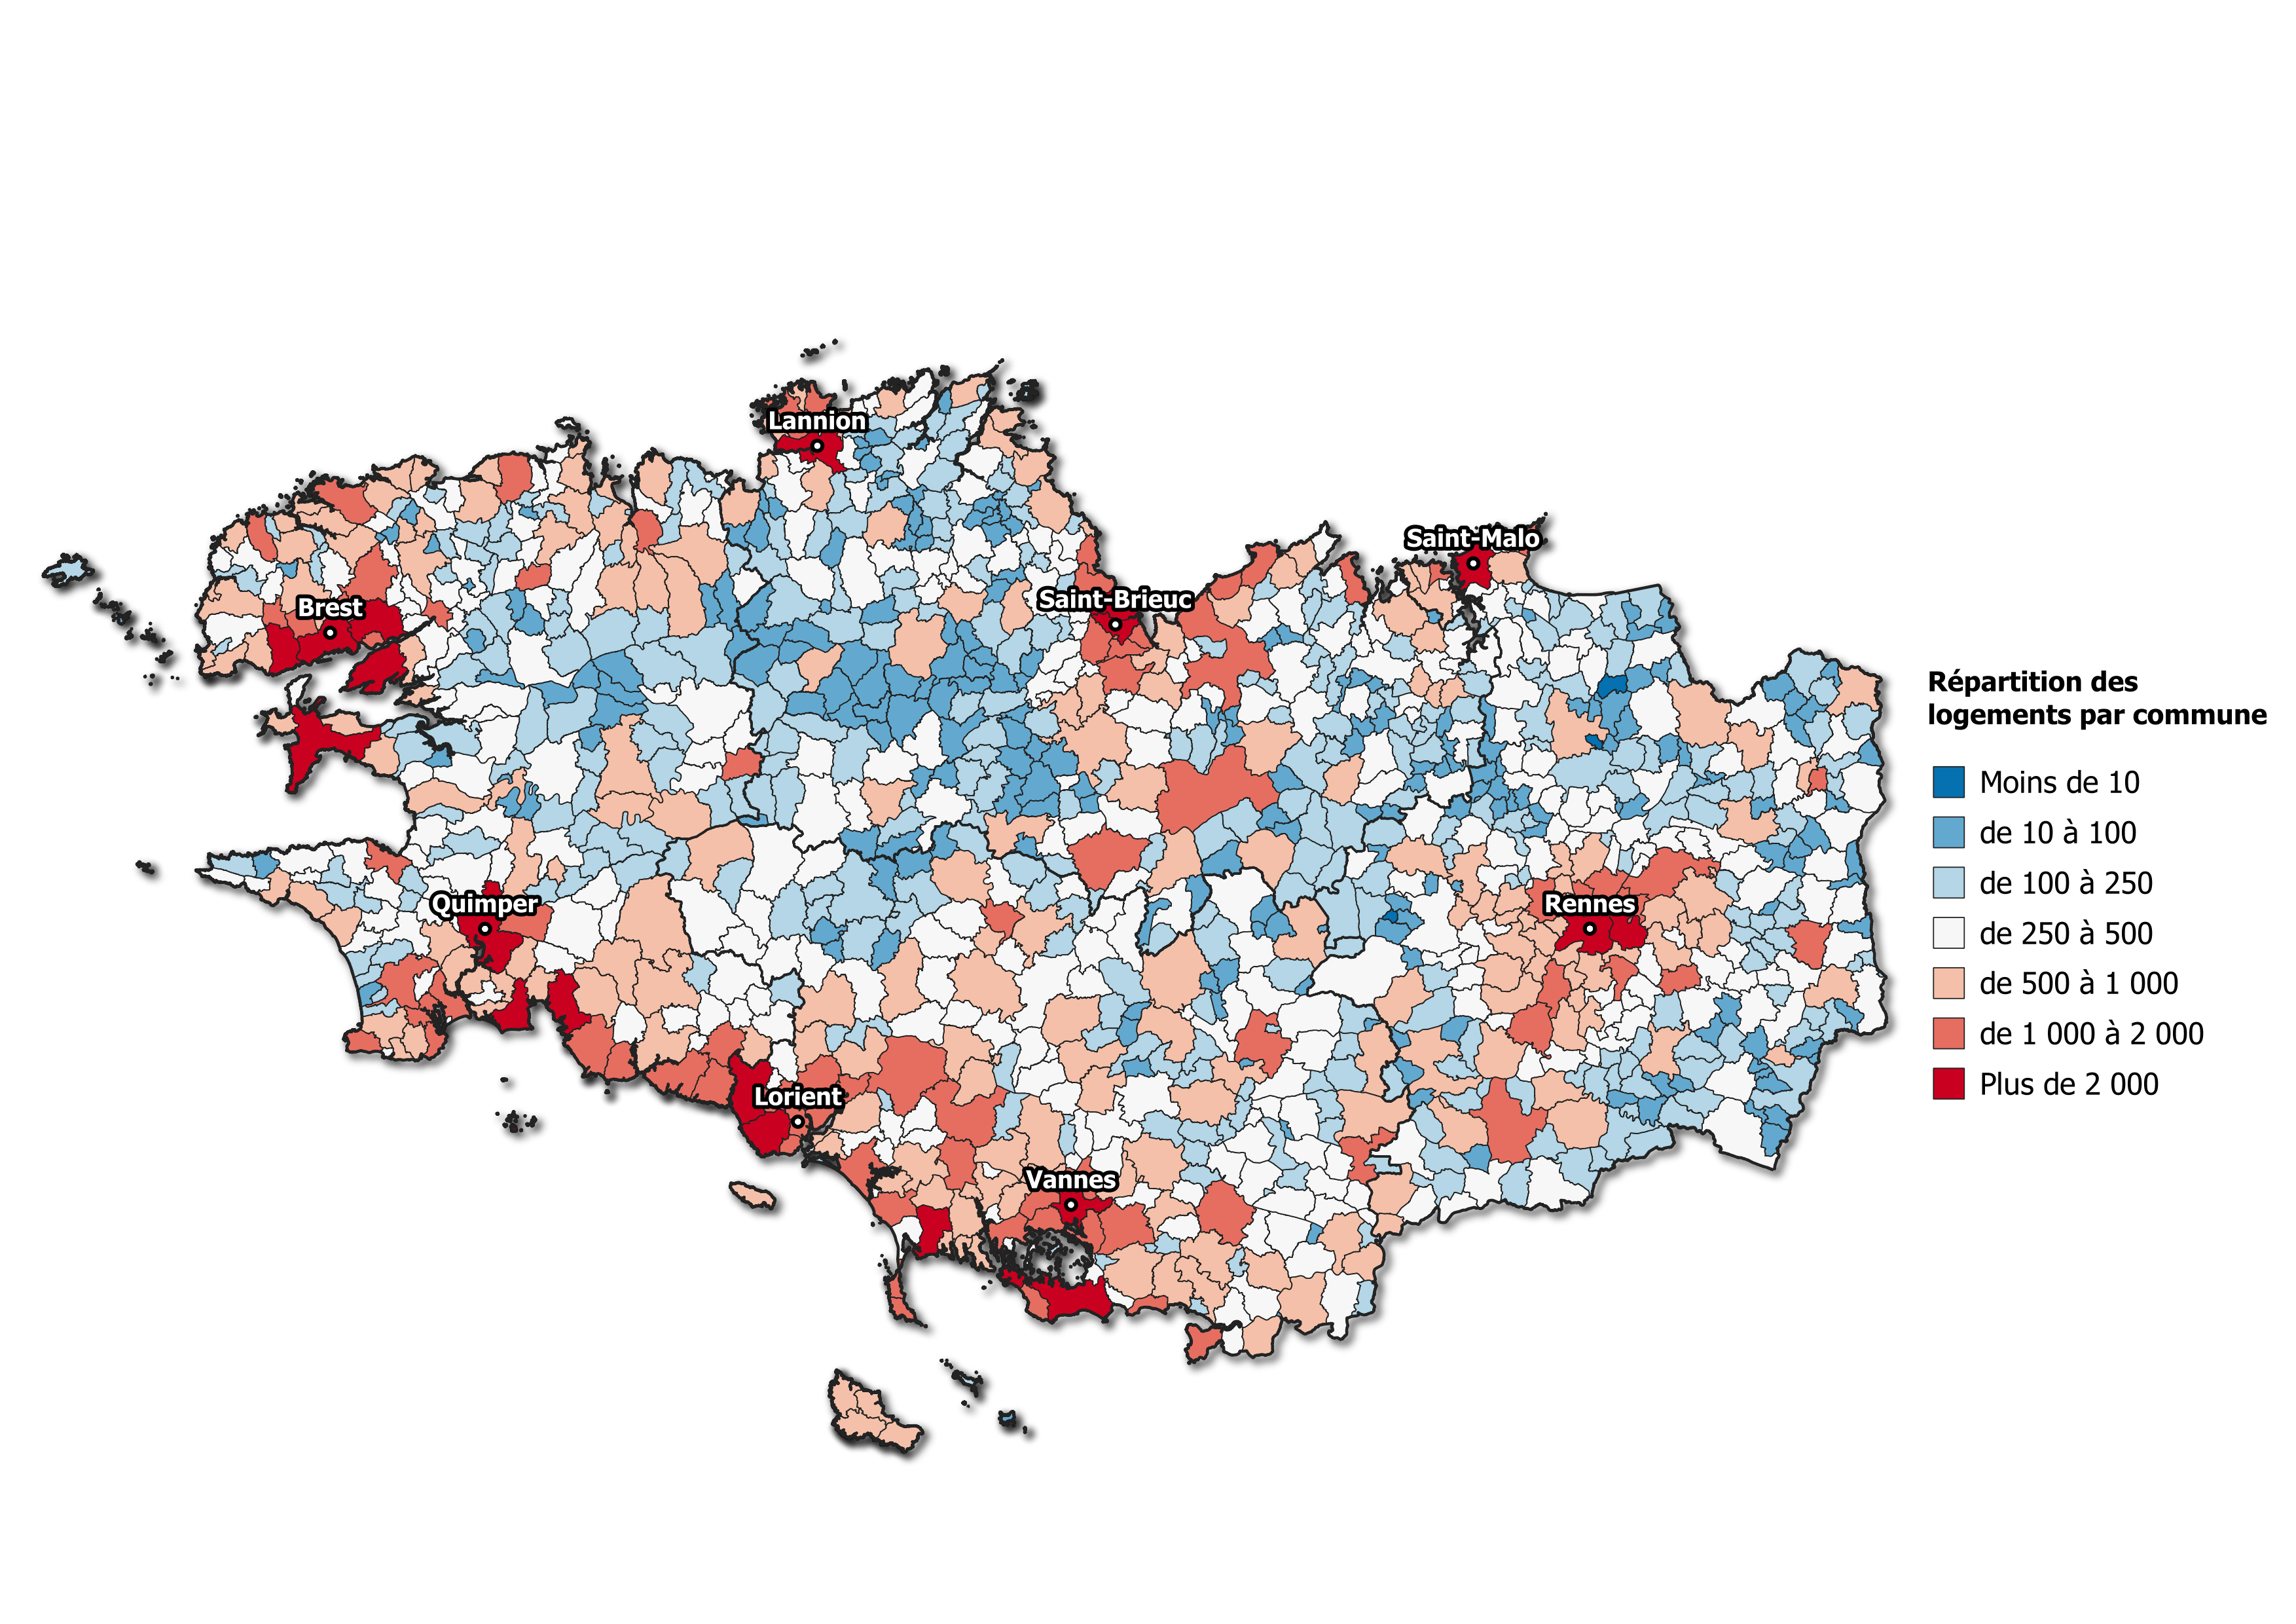 Lannion
Saint-Malo
Brest
Saint-Brieuc
Répartition des
logements par commune
Moins de 10
de 10 à 100
de 100 à 250
de 250 à 500
de 500 à 1 000
de 1 000 à 2 000
Plus de 2 000
Quimper
Rennes
Lorient
Vannes